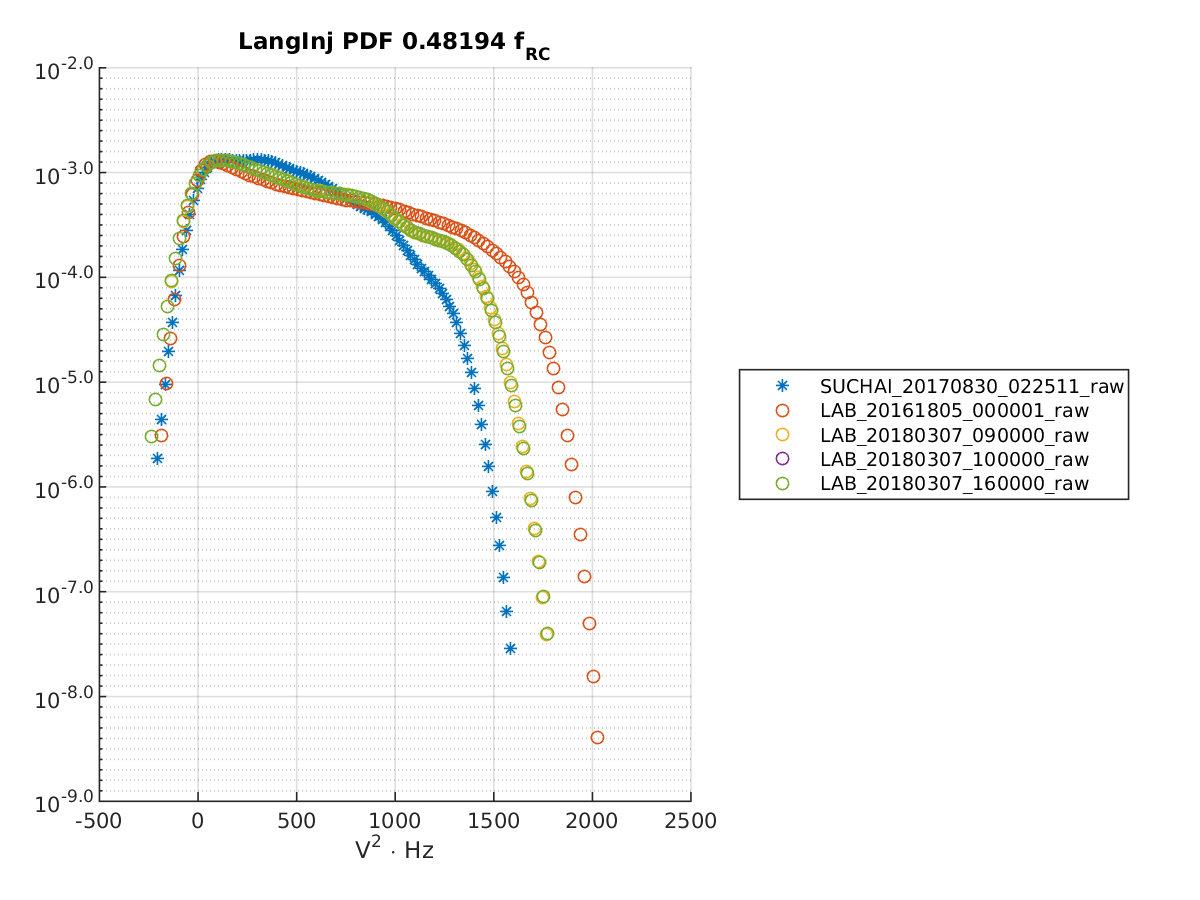 LangInj PDF 0.48194 f_RC
10^-2.0
10^-3.0
10^-4.0
10^-5.0
10^-6.0
10^-7.0
10^-8.0
10^-9.0
-500 0 500 1000 1500 2000 2500
V^2 · Hz
SUCHAI_20170830_022511_raw
LAB_20161805_000001_raw
LAB_20180307_090000_raw
LAB_20180307_100000_raw
LAB_20180307_160000_raw